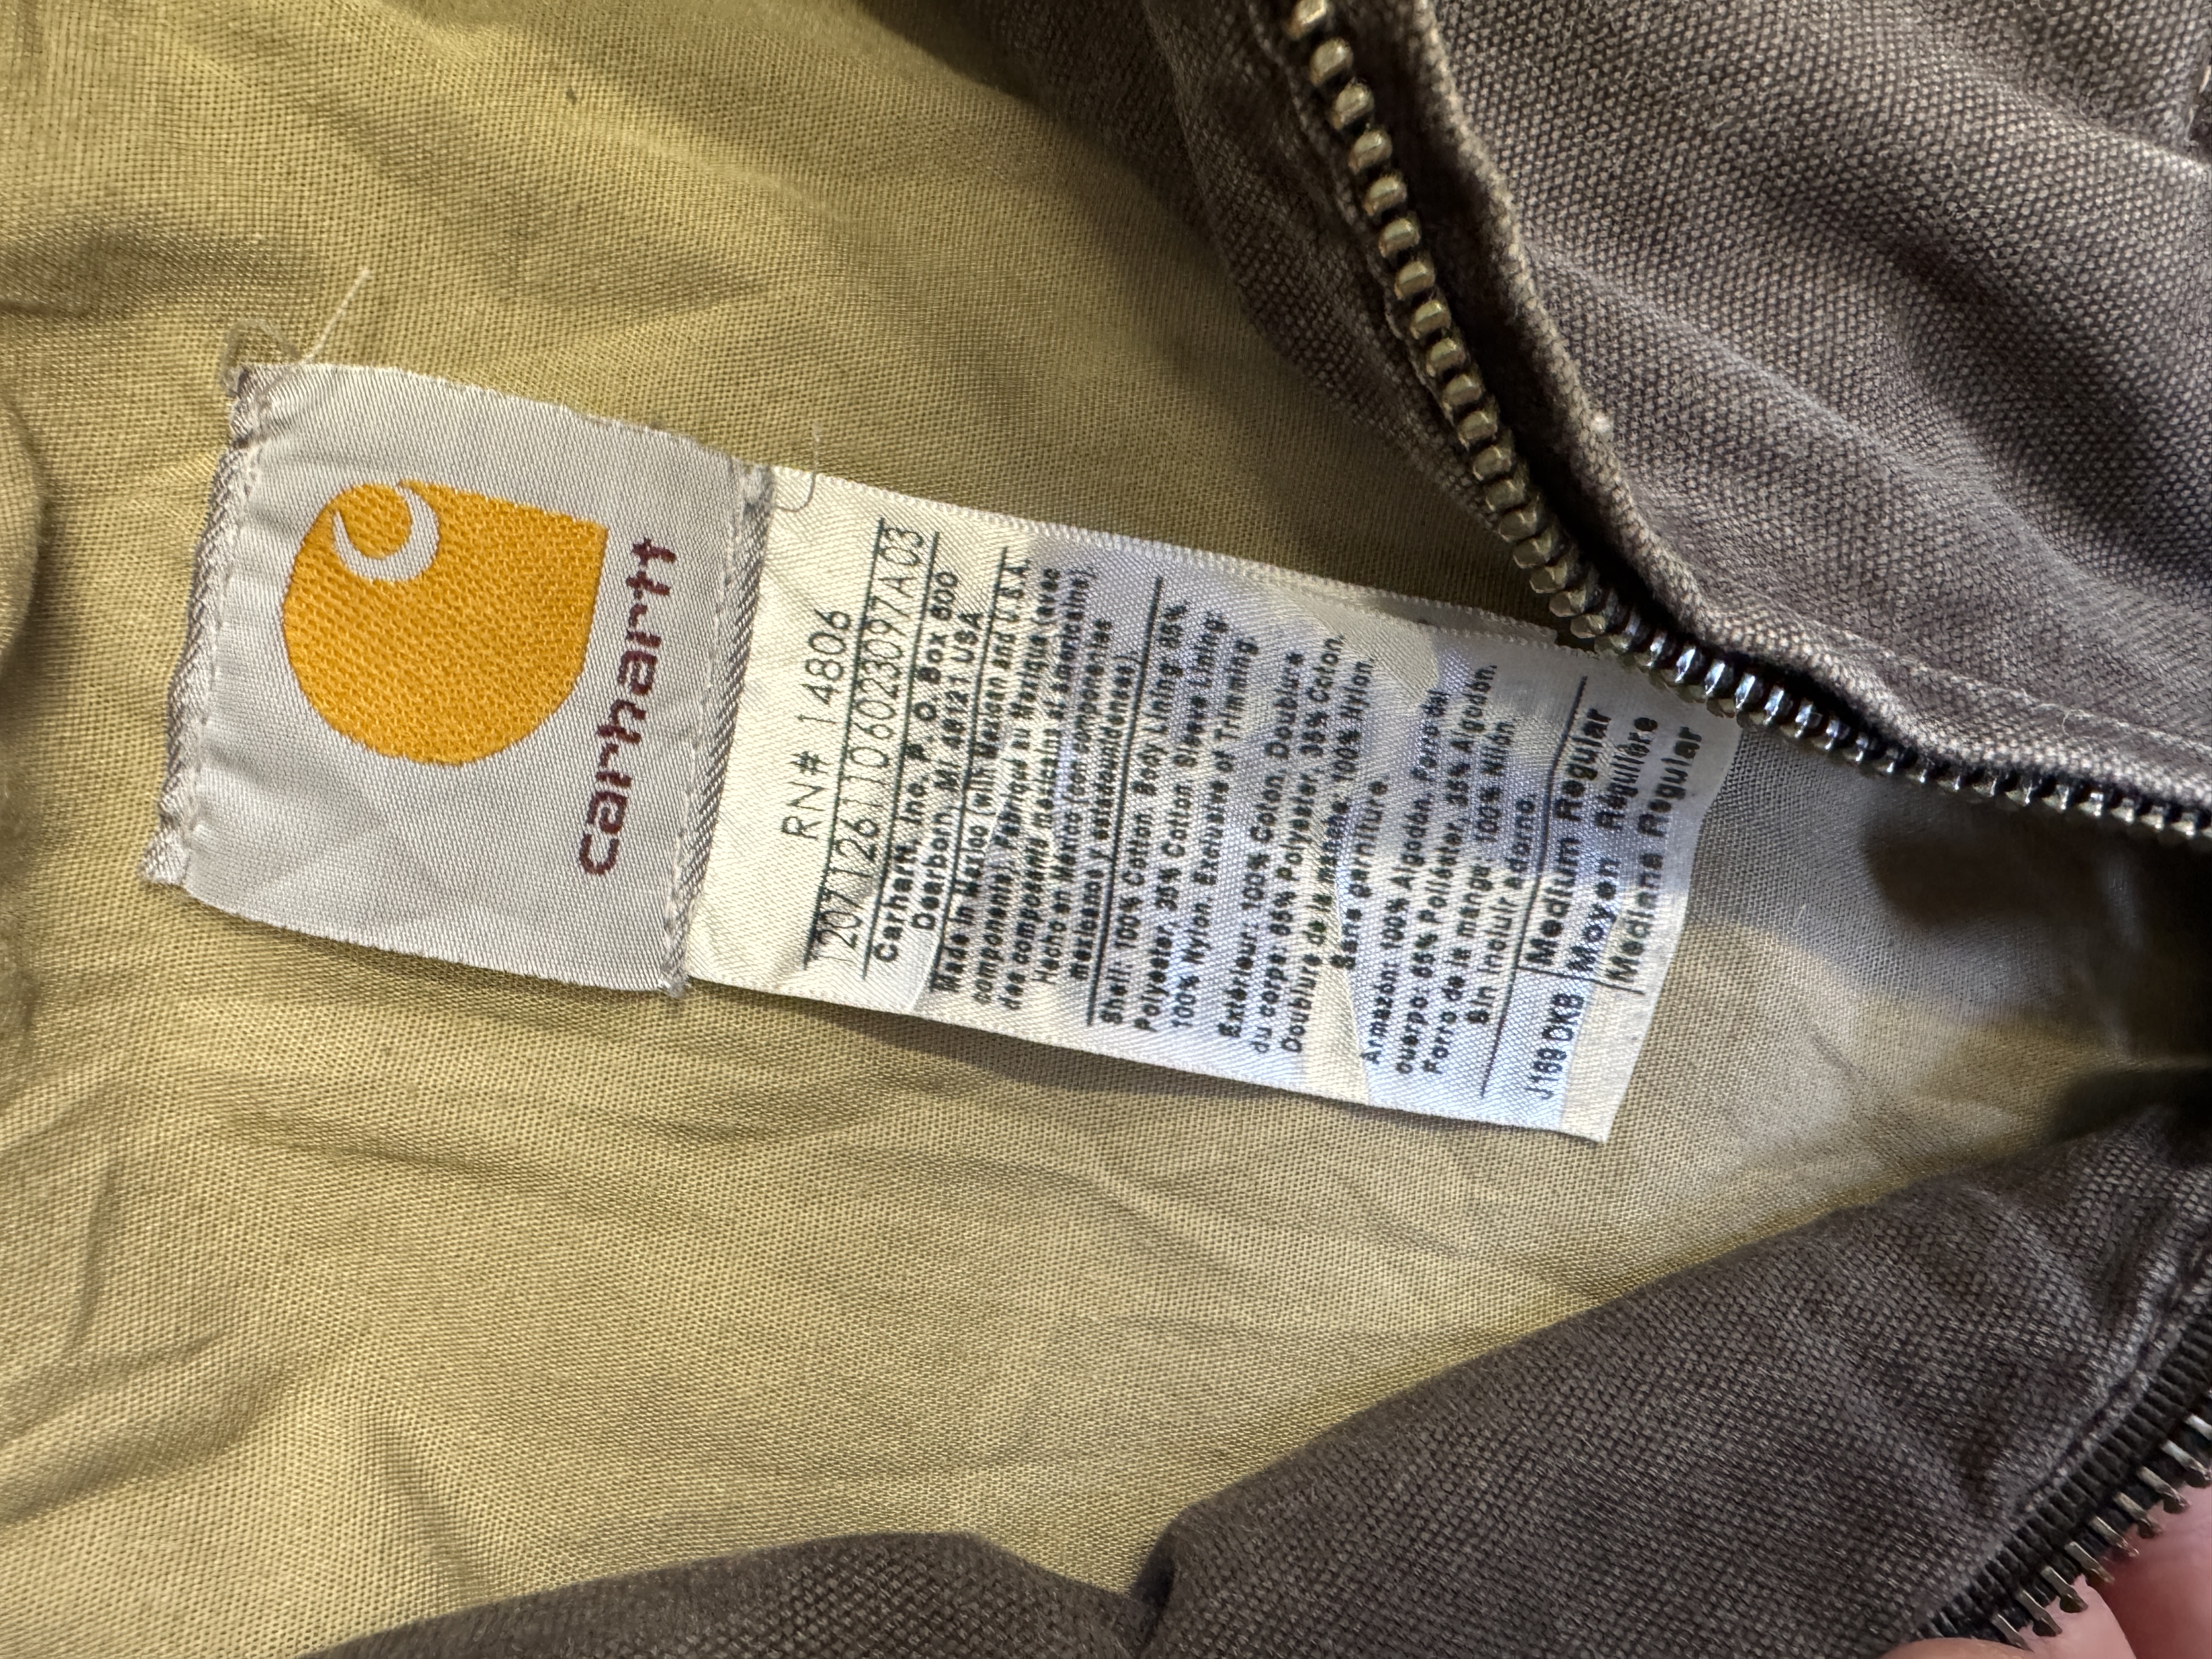 carhartt
RN# 14806
120712611060230 97A03
Carhartt, Inc. P. O. Box 600
Dearborn, MI 48121 USA
Made in Mexico (with Mexican and U.S.A.
components). Fabriqué au Mexique (avec
des composants mexicains et américains).
Hecho en México (con componentes
mexicanos y estadounidenses).
Shell: 100% Cotton. Body Lining 65%
Polyester, 35% Cotton. Sleeve Lining:
100% Nylon. Exclusive of Trimming
Extérieur: 100% Coton. Doublure
du corps: 65% Polyester, 35% Coton.
Doublure de la manche: 100% Nylon.
Sans garniture
Armazón: 100% Algodón. Forro del
cuerpo: 65% Poliéster, 35% Algodón.
Forro de la manga: 100% Nilón.
Sin incluir adorno.
J169 DKB
Medium Regular
Moyen Régulière
Mediana Regular